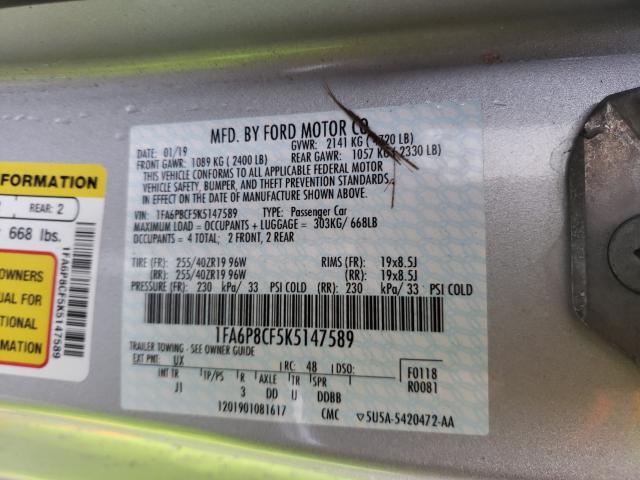 MFD. BY FORD MOTOR CO.
DATE: 01/19
GVWR: 2141 KG ( 4720 LB)
FRONT GAWR: 1089 KG ( 2400 LB)
REAR GAWR: 1057 KG ( 2330 LB)
THIS VEHICLE CONFORMS TO ALL APPLICABLE FEDERAL MOTOR
VEHICLE SAFETY, BUMPER, AND THEFT PREVENTION STANDARDS
IN EFFECT ON THE DATE OF MANUFACTURE SHOWN ABOVE.
VIN: 1FA6P8CF5K5147589 TYPE: Passenger Car
MAXIMUM LOAD = OCCUPANTS + LUGGAGE = 303KG/ 668LB
OCCUPANTS = 4 TOTAL; 2 FRONT, 2 REAR
TIRE (FR): 255/40ZR19 96W RIMS (FR): 19x8.5J
(RR): 255/40ZR19 96W (RR): 19x8.5J
PRESSURE (FR): 230 kPa/ 33 PSI COLD (RR): 230 kPa/ 33 PSI COLD
1FA6P8CF5K5147589
TRAILER TOWING - SEE OWNER GUIDE
EXT PNT: UX RC: 48 DSO:
F0118
R0081
INT TR TP/PS R AXLE TR SPR
J1 3 DD U DDBB
1201901081617 CMC ▽5U5A-5420472-AA
FORMATION
REAR: 2
668 lbs.
OWNERS
UAL FOR
TIONAL
MATION
1FA6P8CF5K5147589